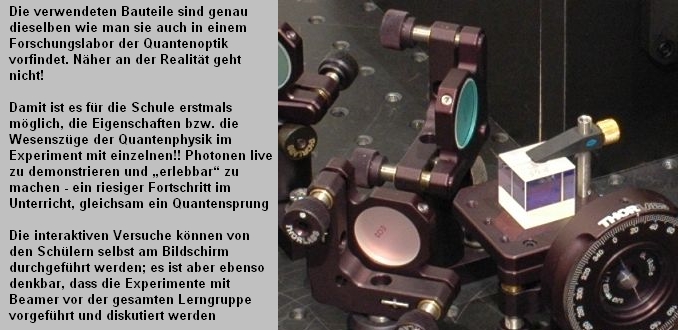 Die verwendeten Bauteile sind genau
dieselben wie man sie auch in einem
Forschungslabor der Quantenoptik
vorfindet. Näher an der Realität geht
nicht!
Damit ist es für die Schule erstmals
möglich, die Eigenschaften bzw. die
Wesenszüge der Quantenphysik im
Experiment mit einzelnen!! Photonen live
zu demonstrieren und „erlebbar“ zu
machen - ein riesiger Fortschritt im
Unterricht, gleichsam ein Quantensprung
Die interaktiven Versuche können von
den Schülern selbst am Bildschirm
durchgeführt werden; es ist aber ebenso
denkbar, dass die Experimente mit
Beamer vor der gesamten Lerngruppe
vorgeführt und diskutiert werden